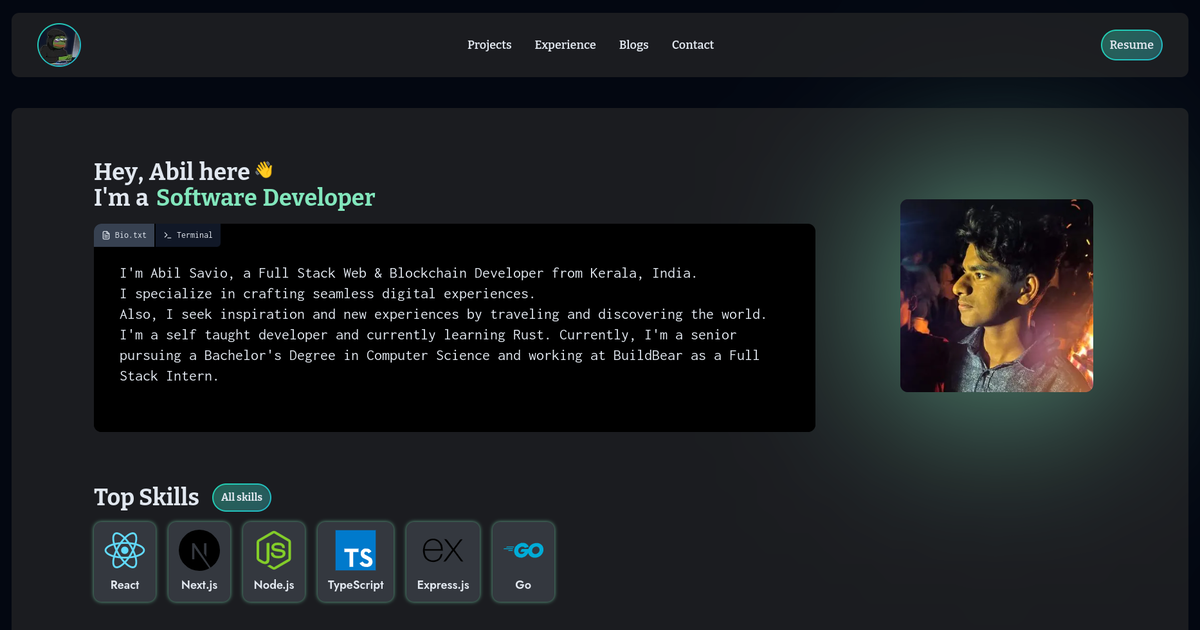 Projects Experience Blogs Contact Resume
Hey, Abil here 👋
I'm a Software Developer
Bio.txt Terminal
I'm Abil Savio, a Full Stack Web & Blockchain Developer from Kerala, India.
I specialize in crafting seamless digital experiences.
Also, I seek inspiration and new experiences by traveling and discovering the world.
I'm a self taught developer and currently learning Rust. Currently, I'm a senior
pursuing a Bachelor's Degree in Computer Science and working at BuildBear as a Full
Stack Intern.
Top Skills All skills
N JS TS ex GO
React Next.js Node.js TypeScript Express.js Go